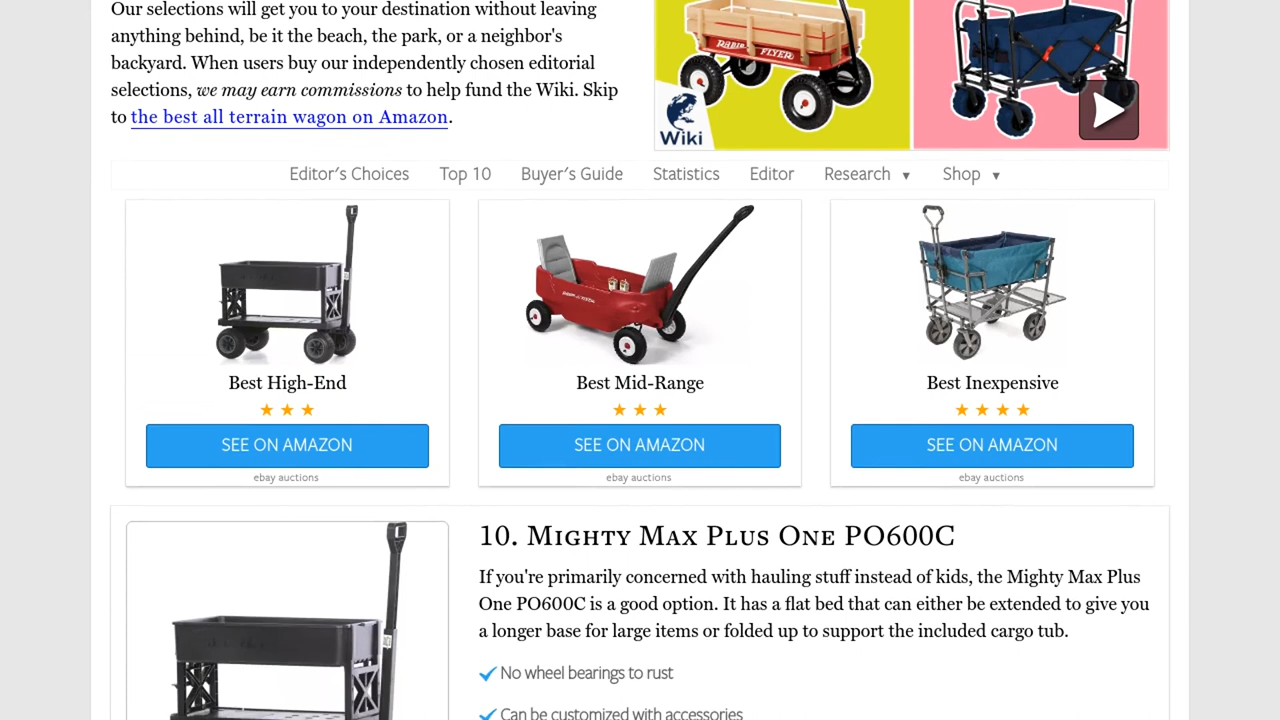 Our selections will get you to your destination without leaving
anything behind, be it the beach, the park, or a neighbor's
backyard. When users buy our independently chosen editorial
selections, we may earn commissions to help fund the Wiki. Skip
to the best all terrain wagon on Amazon.
RADIO FLYER
Wiki
Editor's Choices Top 10 Buyer's Guide Statistics Editor Research ▼ Shop ▼
Best High-End
Best Mid-Range
Best Inexpensive
SEE ON AMAZON
SEE ON AMAZON
SEE ON AMAZON
ebay auctions
ebay auctions
ebay auctions
10. Mighty Max Plus One PO600C
If you're primarily concerned with hauling stuff instead of kids, the Mighty Max Plus
One PO600C is a good option. It has a flat bed that can either be extended to give you
a longer base for large items or folded up to support the included cargo tub.
No wheel bearings to rust
Can be customized with accessories